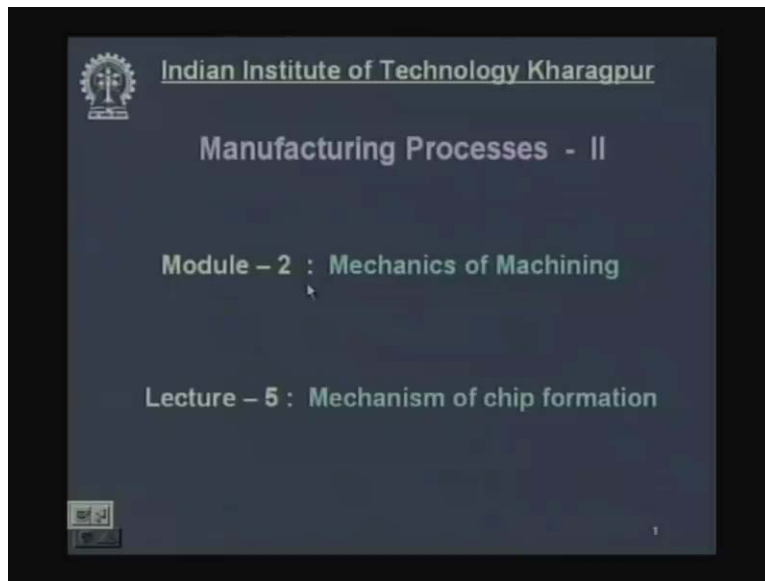 Indian Institute of Technology Kharagpur
Manufacturing Processes - II
Module – 2 : Mechanics of Machining
Lecture – 5 : Mechanism of chip formation
1